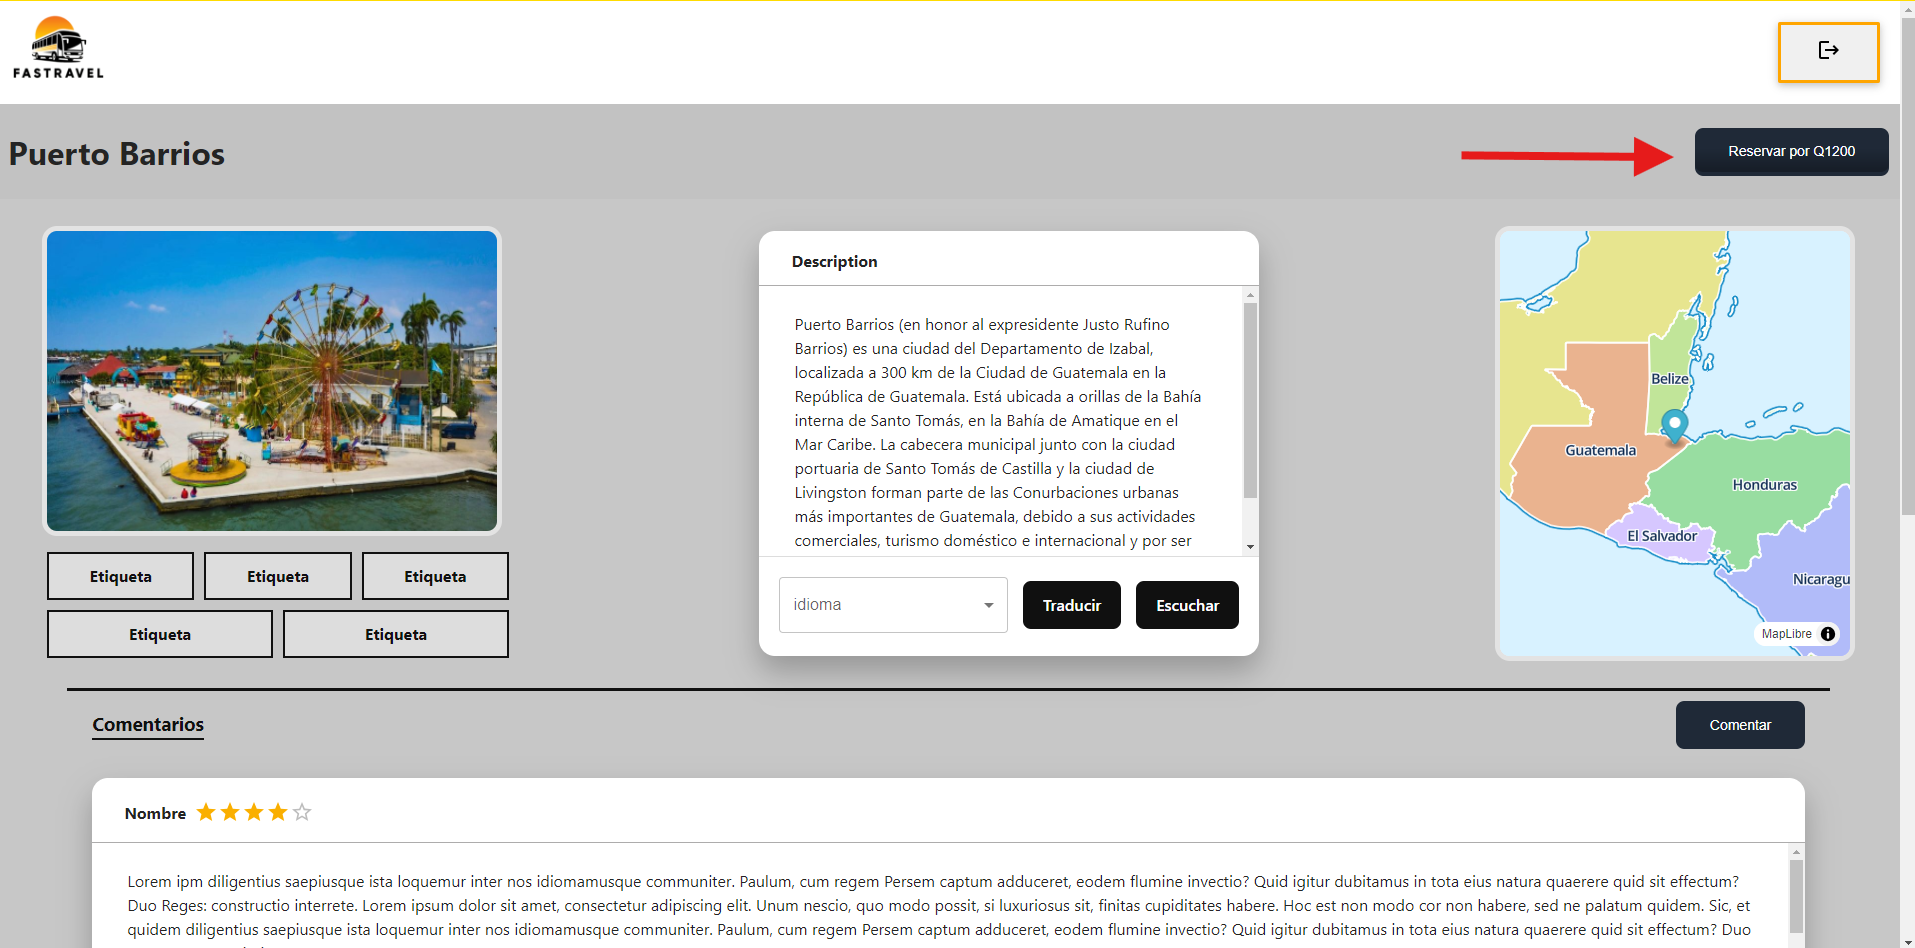 FASTRAVEL
Puerto Barrios
Reservar por Q1200
Description
Puerto Barrios (en honor al expresidente Justo Rufino
Barrios) es una ciudad del Departamento de Izabal,
localizada a 300 km de la Ciudad de Guatemala en la
República de Guatemala. Está ubicada a orillas de la Bahía
interna de Santo Tomás, en la Bahía de Amatique en el
Mar Caribe. La cabecera municipal junto con la ciudad
portuaria de Santo Tomás de Castilla y la ciudad de
Livingston forman parte de las Conurbaciones urbanas
más importantes de Guatemala, debido a sus actividades
comerciales, turismo doméstico e internacional y por ser
idioma
Traducir
Escuchar
Belize
Guatemala
Honduras
El Salvador
Nicaragu
MapLibre
Etiqueta
Etiqueta
Etiqueta
Etiqueta
Etiqueta
Comentarios
Comentar
Nombre
Lorem ipm diligentius saepiusque ista loquemur inter nos idiomamusque communiter. Paulum, cum regem Persem captum adduceret, eodem flumine invectio? Quid igitur dubitamus in tota eius natura quaerere quid sit effectum?
Duo Reges: constructio interrete. Lorem ipsum dolor sit amet, consectetur adipiscing elit. Unum nescio, quo modo possit, si luxuriosus sit, finitas cupiditates habere. Hoc est non modo cor non habere, sed ne palatum quidem. Sic, et
quidem diligentius saepiusque ista loquemur inter nos idiomamusque communiter. Paulum, cum regem Persem captum adduceret, eodem flumine invectio? Quid igitur dubitamus in tota eius natura quaerere quid sit effectum? Duo